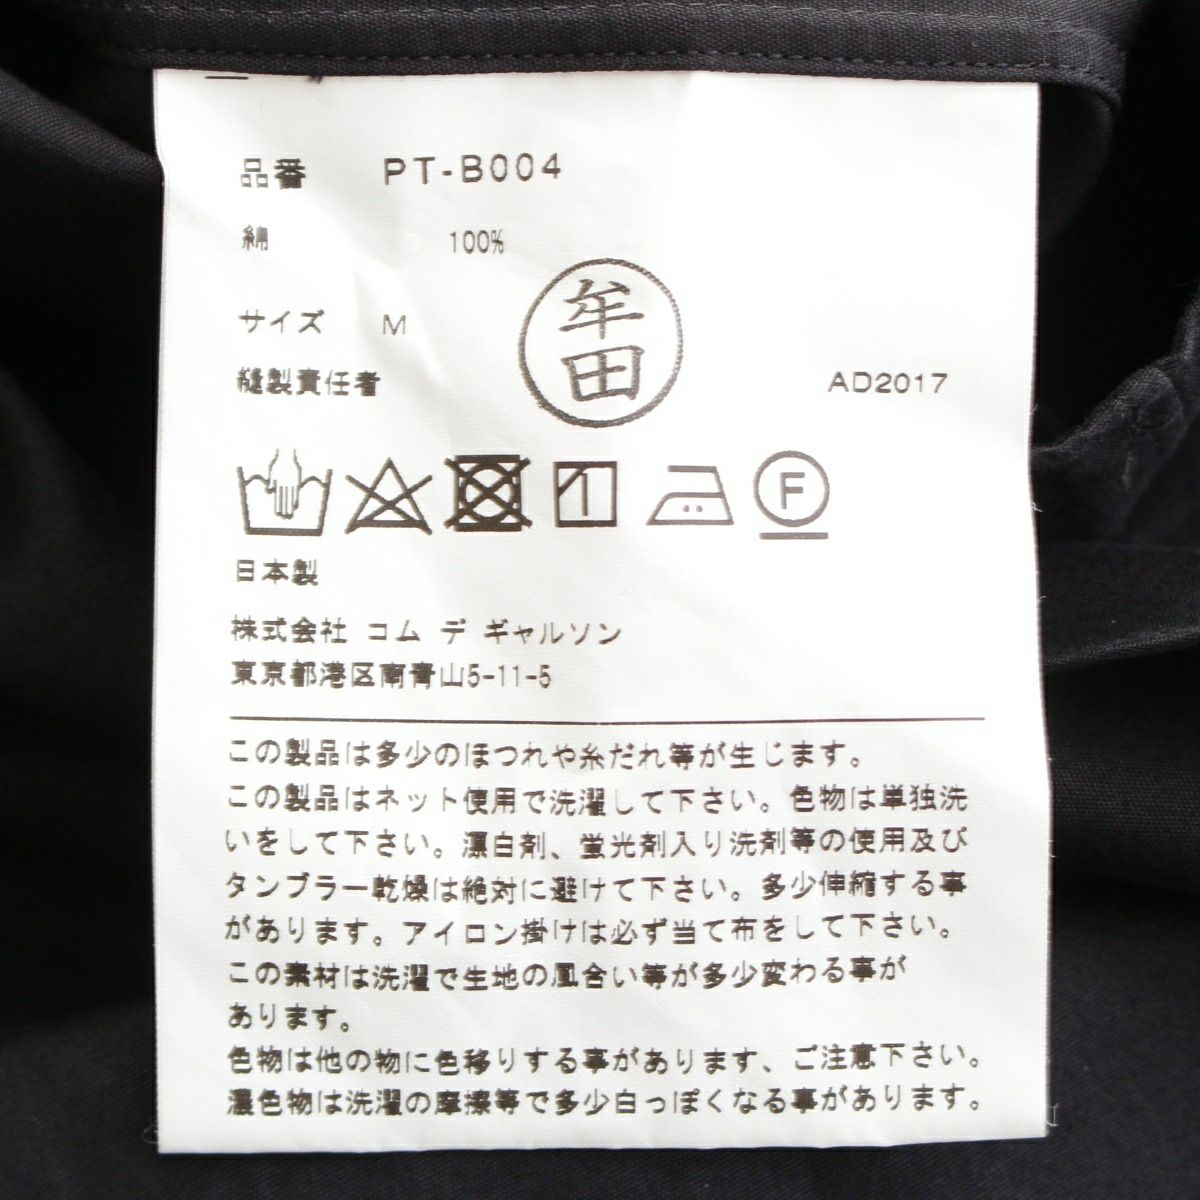 品番 PT-B004
綿 100%
サイズ M
牟田
縫製責任者 AD2017
F
日本製
株式会社 コム デ ギャルソン
東京都港区南青山5-11-5
この製品は多少のほつれや糸だれ等が生じます。
この製品はネット使用で洗濯して下さい。色物は単独洗
いをして下さい。漂白剤、蛍光剤入り洗剤等の使用及び
タンブラー乾燥は絶対に避けて下さい。多少伸縮する事
があります。アイロン掛けは必ず当て布をして下さい。
この素材は洗濯で生地の風合い等が多少変わる事が
あります。
色物は他の物に色移りする事があります、ご注意下さい。
濃色物は洗濯の摩擦等で多少白っぽくなる事があります。